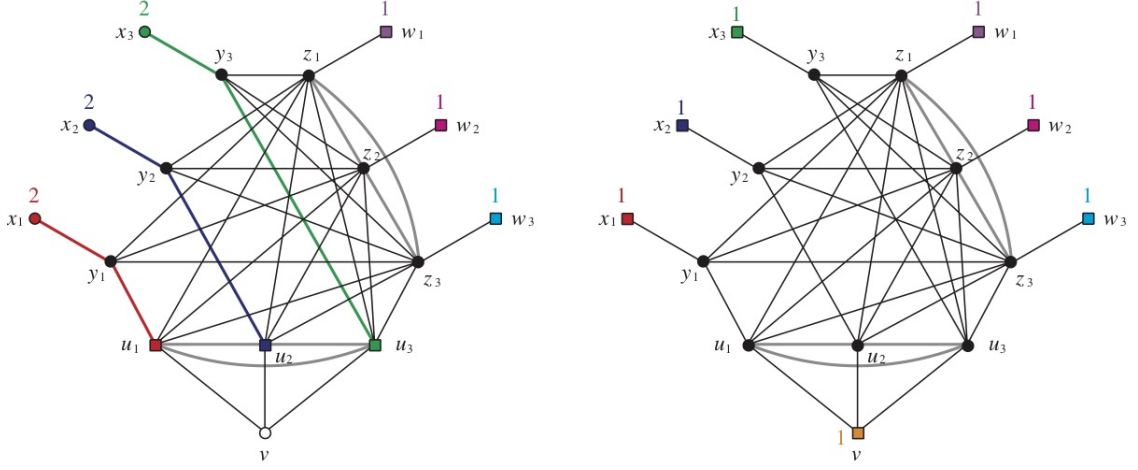 2 1
x₃ y₃ z₁ w₁
2 1
x₂ y₂ z₂ w₂
2 1
x₁ y₁ z₃ w₃
u₁ u₂ u₃
v
1 1
x₃ y₃ z₁ w₁
1 1
x₂ y₂ z₂ w₂
1 1
x₁ y₁ z₃ w₃
u₁ u₂ u₃
1
v